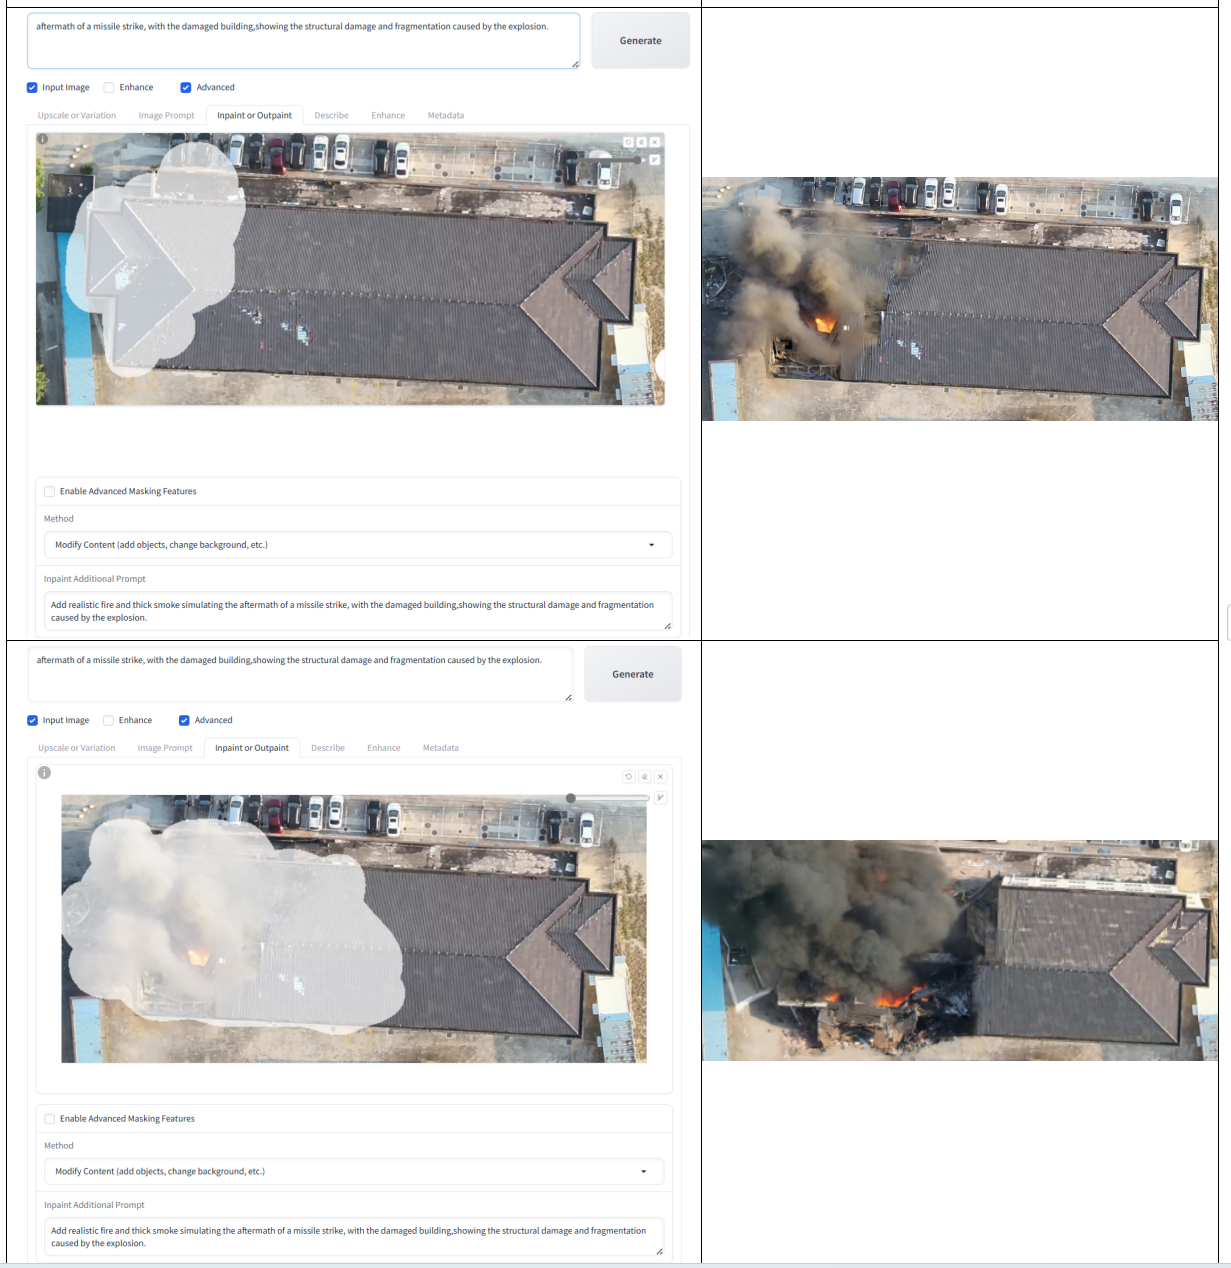 aftermath of a missile strike, with the damaged building,showing the structural damage and fragmentation caused by the explosion.
Generate
Input Image
Enhance
Advanced
Upscale or Variation
Image Prompt
Inpaint or Outpaint
Describe
Enhance
Metadata
Enable Advanced Masking Features
Method
Modify Content (add objects, change background, etc.)
Inpaint Additional Prompt
Add realistic fire and thick smoke simulating the aftermath of a missile strike, with the damaged building,showing the structural damage and fragmentation
caused by the explosion.
aftermath of a missile strike, with the damaged building,showing the structural damage and fragmentation caused by the explosion.
Generate
Input Image
Enhance
Advanced
Upscale or Variation
Image Prompt
Inpaint or Outpaint
Describe
Enhance
Metadata
Enable Advanced Masking Features
Method
Modify Content (add objects, change background, etc.)
Inpaint Additional Prompt
Add realistic fire and thick smoke simulating the aftermath of a missile strike, with the damaged building,showing the structural damage and fragmentation
caused by the explosion.